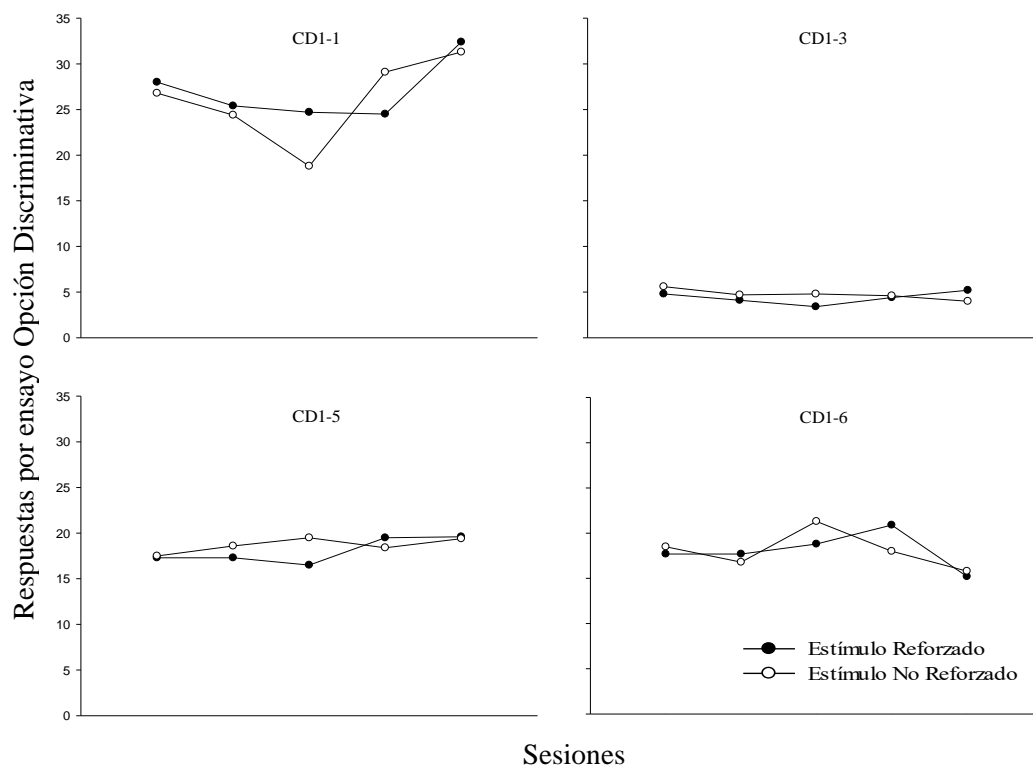 Respuestas por ensayo Opción Discriminativa
CD1-1
35
30
25
20
15
10
5
0
CD1-3
CD1-5
35
30
25
20
15
10
5
0
CD1-6
Estímulo Reforzado
Estímulo No Reforzado
Sesiones